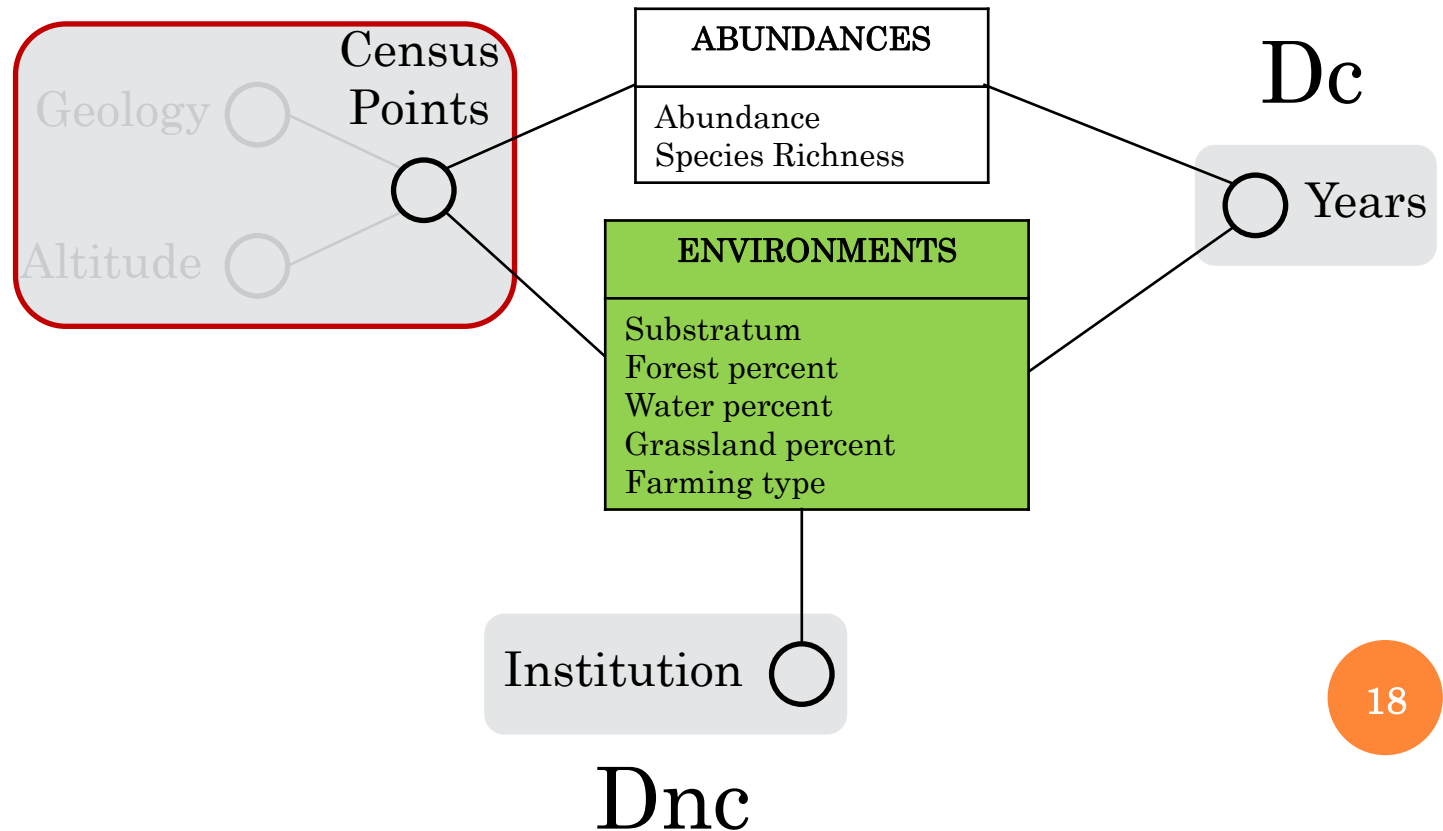 Census
Points
Geology
Altitude
ABUNDANCES
Abundance
Species Richness
Dc
Years
ENVIRONMENTS
Substratum
Forest percent
Water percent
Grassland percent
Farming type
Institution
Dnc
18